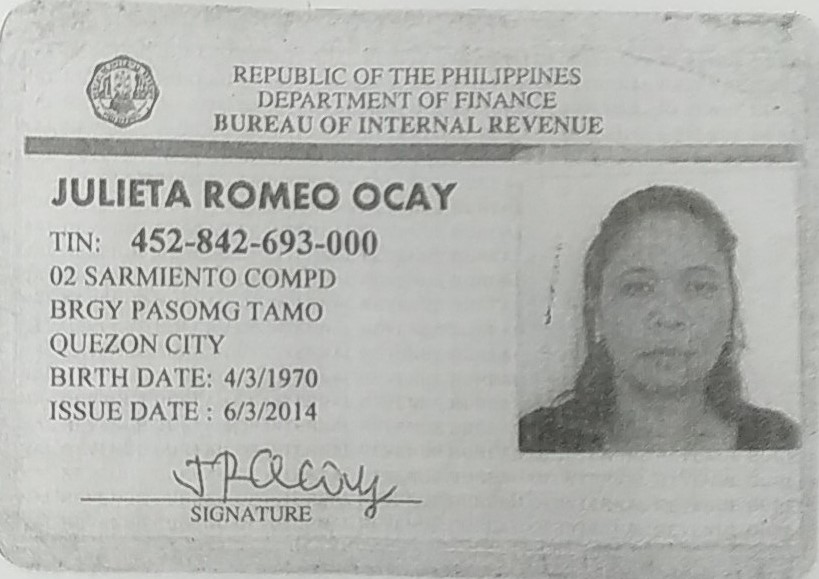 REPUBLIC OF THE PHILIPPINES
DEPARTMENT OF FINANCE
BUREAU OF INTERNAL REVENUE
JULIETA ROMEO OCAY
TIN: 452-842-693-000
02 SARMIENTO COMPD
BRGY PASOMG TAMO
QUEZON CITY
BIRTH DATE: 4/3/1970
ISSUE DATE : 6/3/2014
JROcay
SIGNATURE